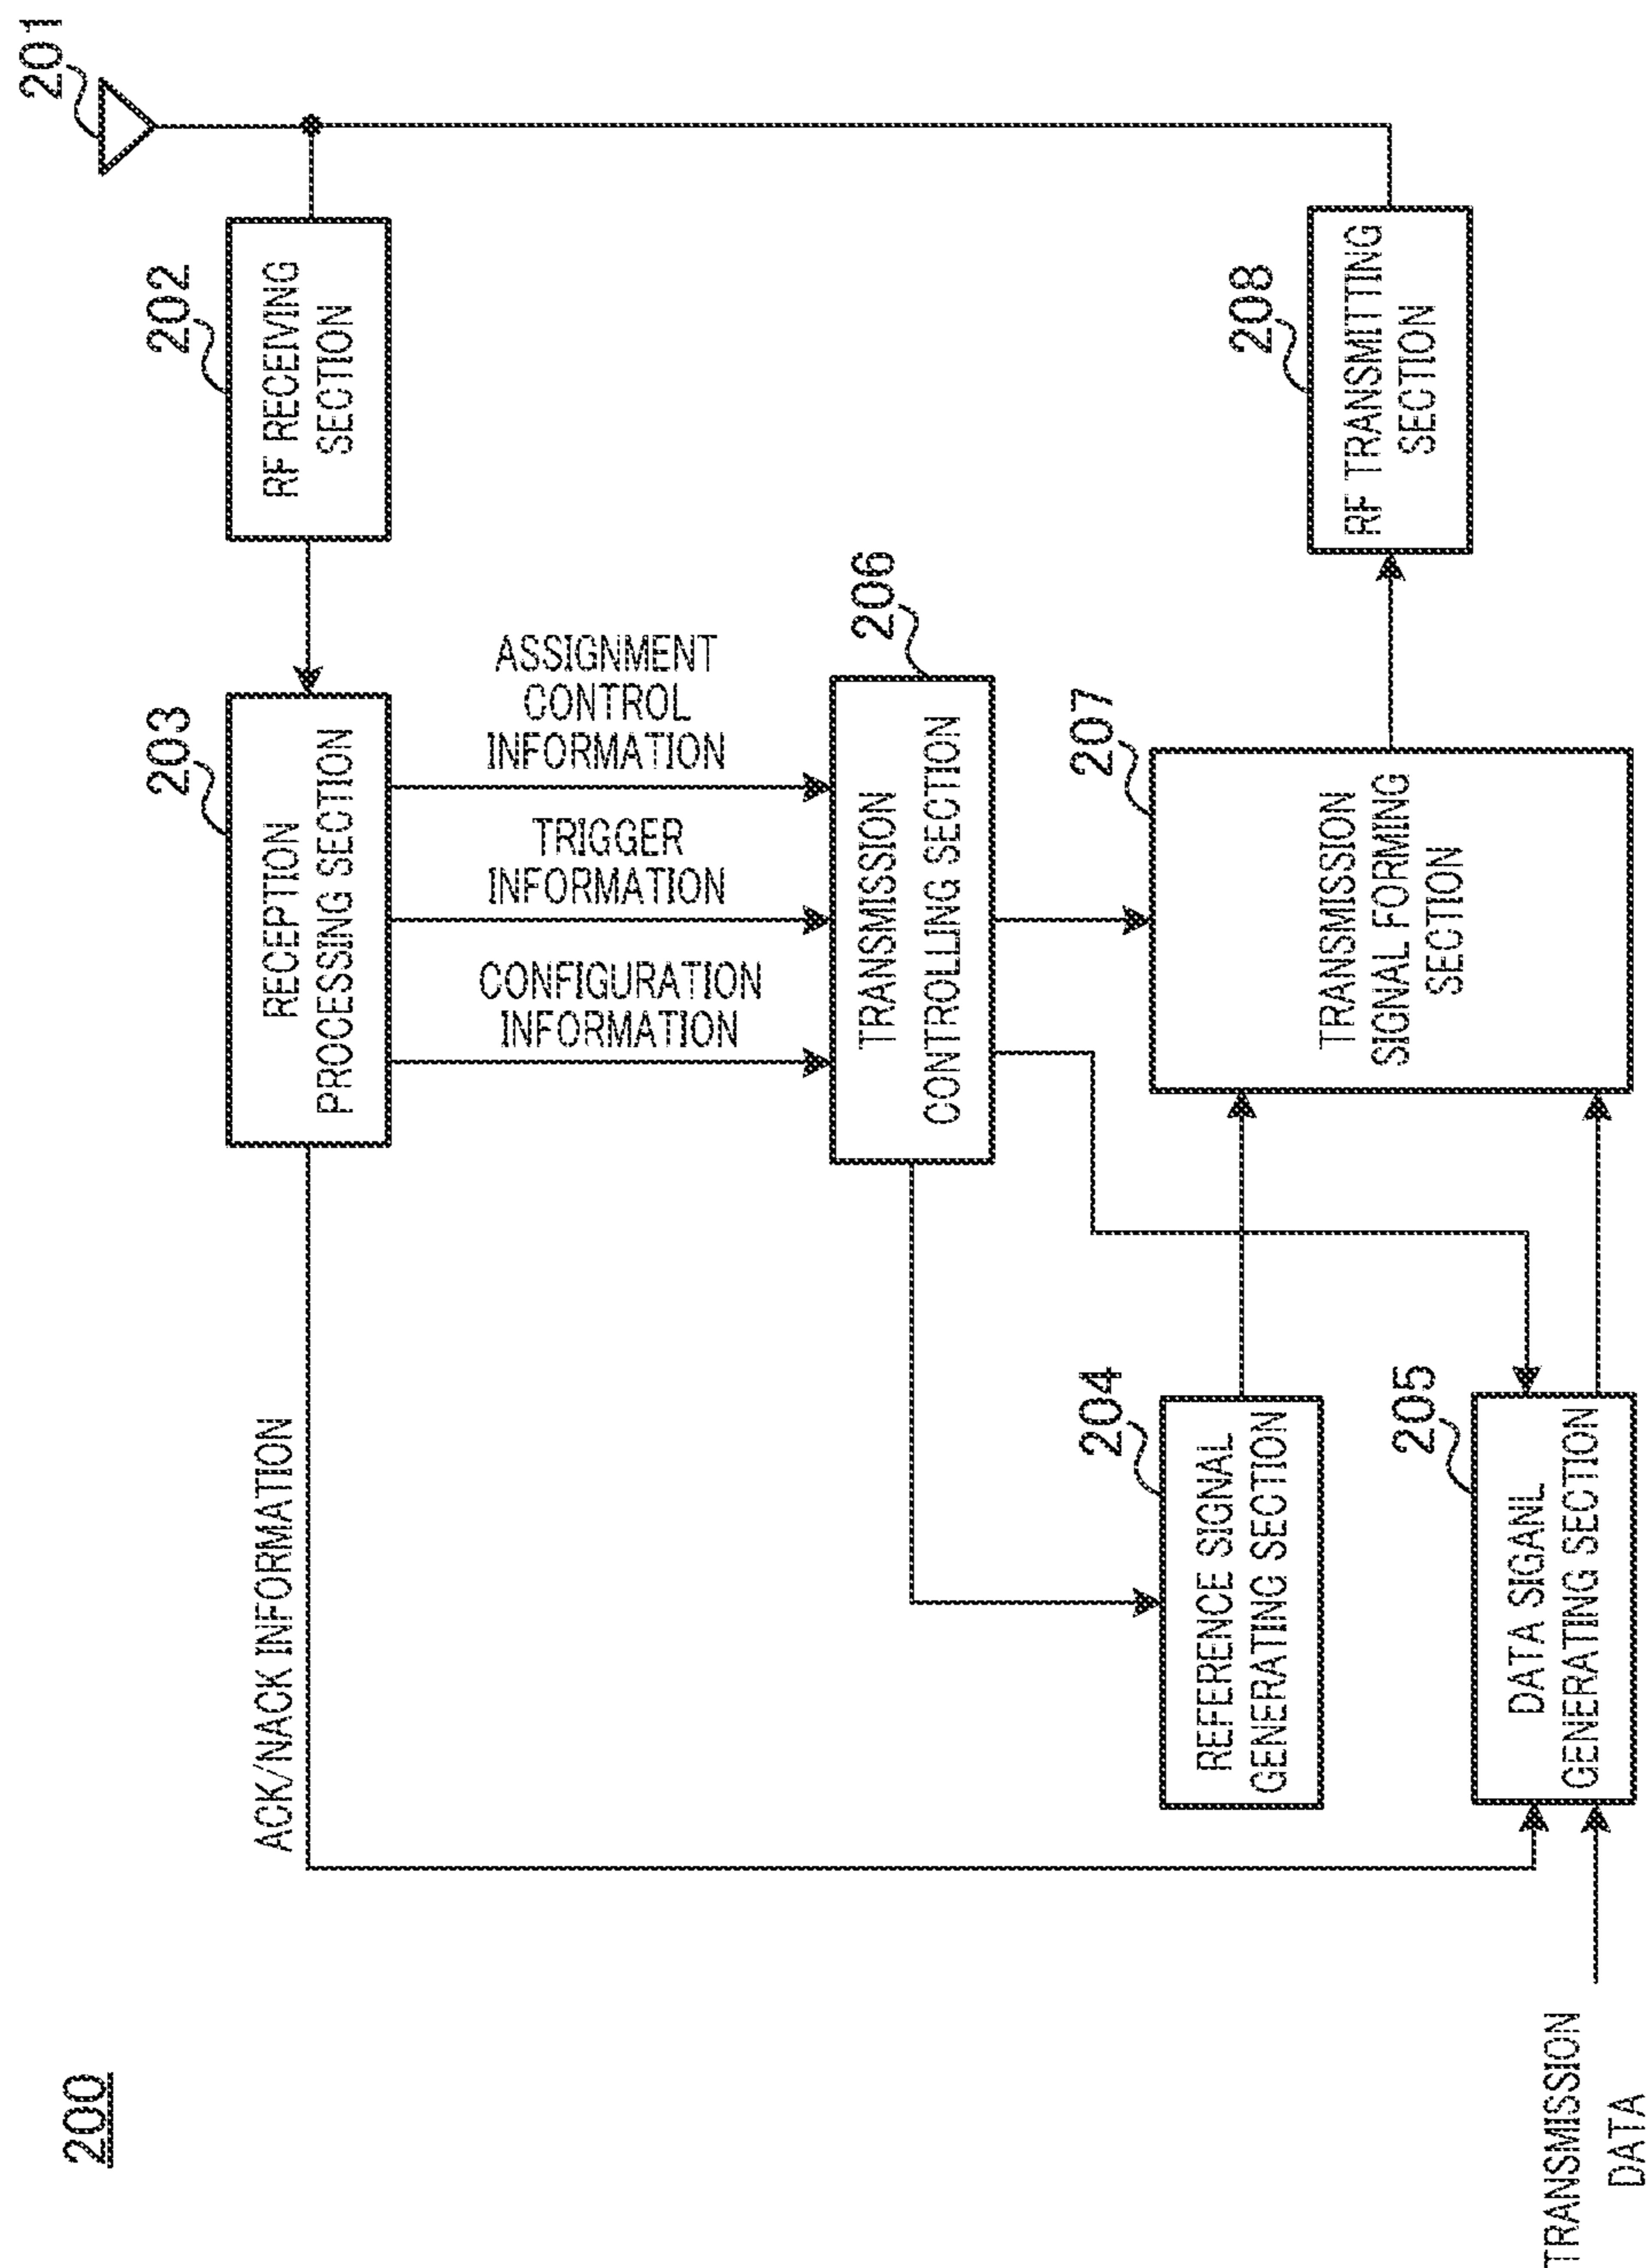 200
201
202
RF RECEIVING
SECTION
203
RECEPTION
PROCESSING SECTION
ACK/NACK INFORMATION
ASSIGNMENT
CONTROL
INFORMATION
TRIGGER
INFORMATION
CONFIGURATION
INFORMATION
206
TRANSMISSION
CONTROLLING SECTION
204
REFERENCE SIGNAL
GENERATING SECTION
207
TRANSMISSION
SIGNAL FORMING
SECTION
208
RF TRANSMITTING
SECTION
205
DATA SIGANL
GENERATING SECTION
TRANSMISSION
DATA